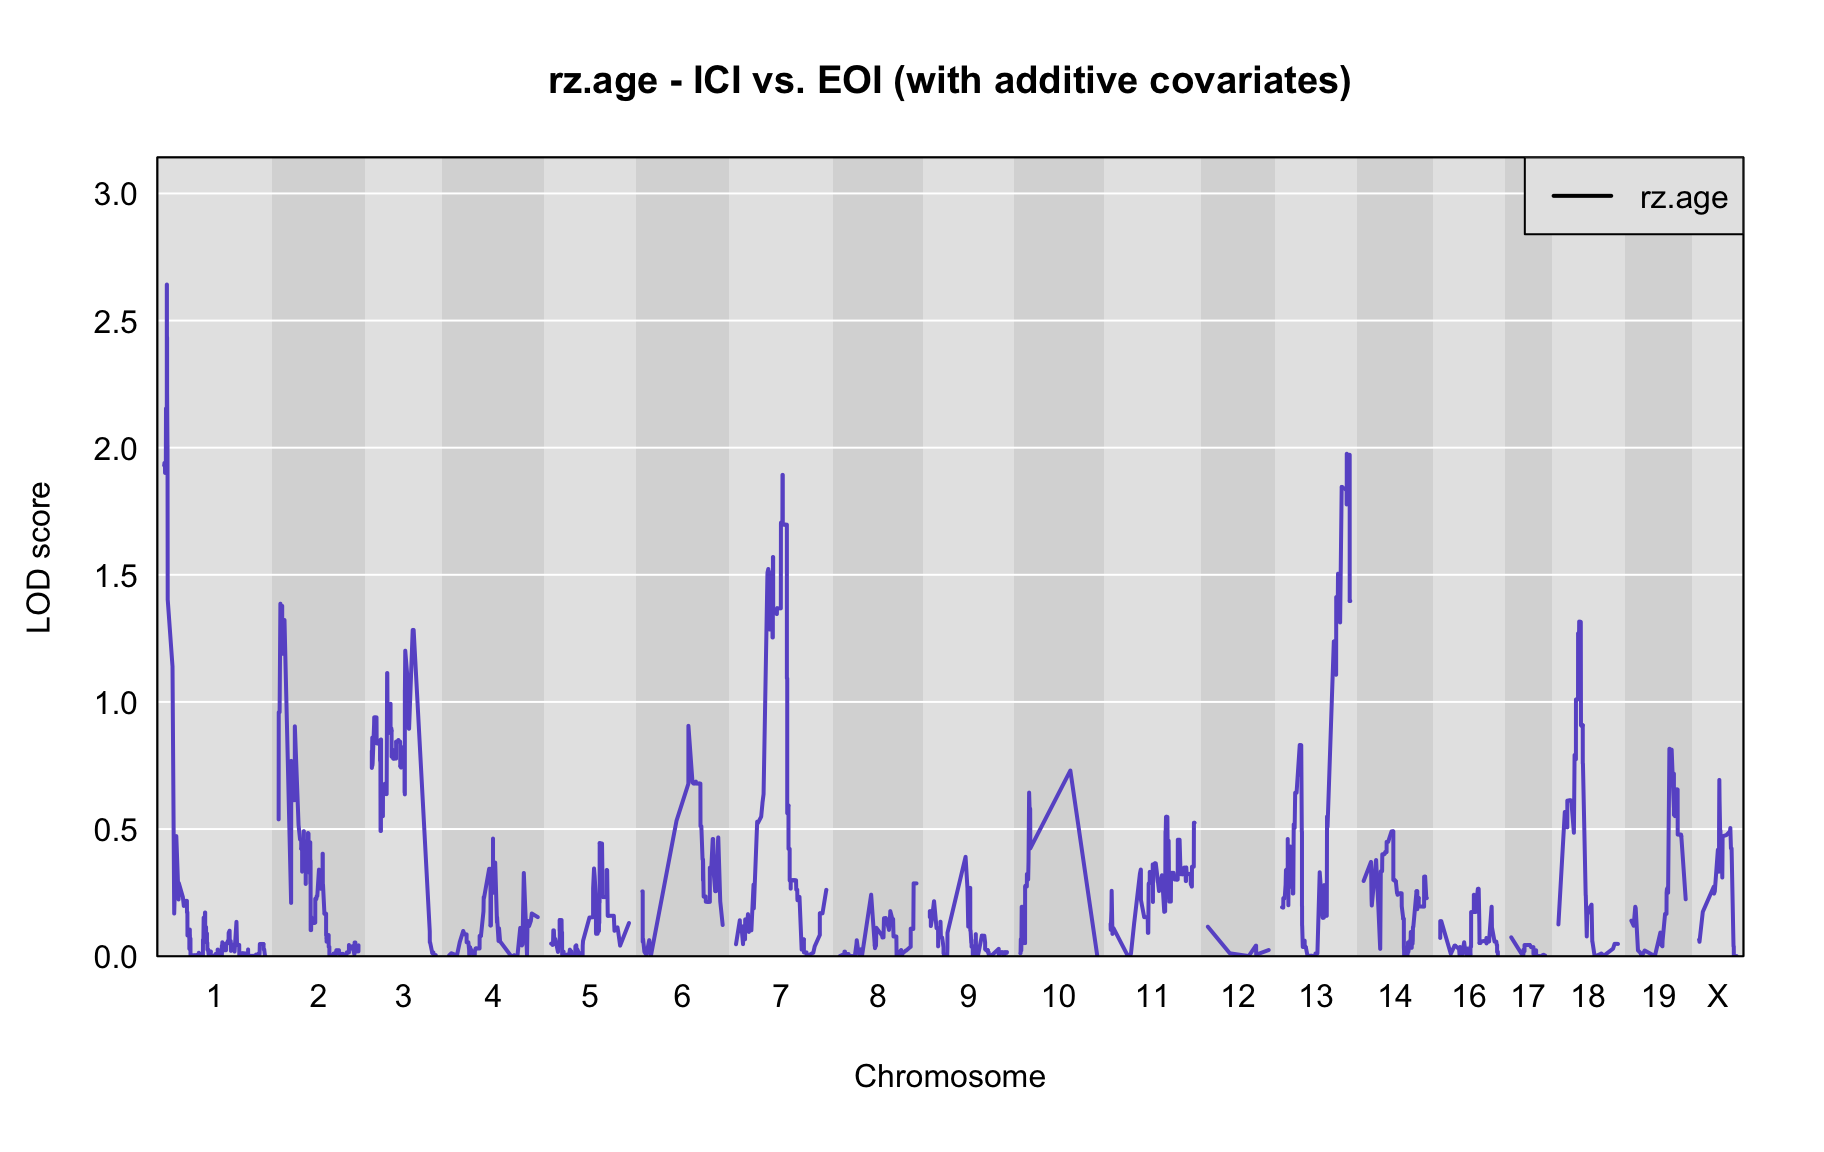 rz.age - ICI vs. EOI (with additive covariates)
rz.age
3.0
2.5
2.0
1.5
1.0
0.5
0.0
LOD score
1 2 3 4 5 6 7 8 9 10 11 12 13 14 16 17 18 19 X
Chromosome